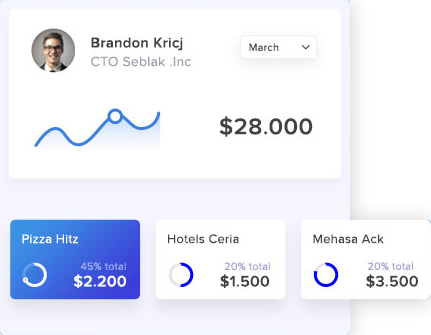 Brandon Kricj
CTO Seblak .Inc
March
$28.000
Pizza Hitz
45% total
$2.200
Hotels Ceria
20% total
$1.500
Mehasa Ack
20% total
$3.500